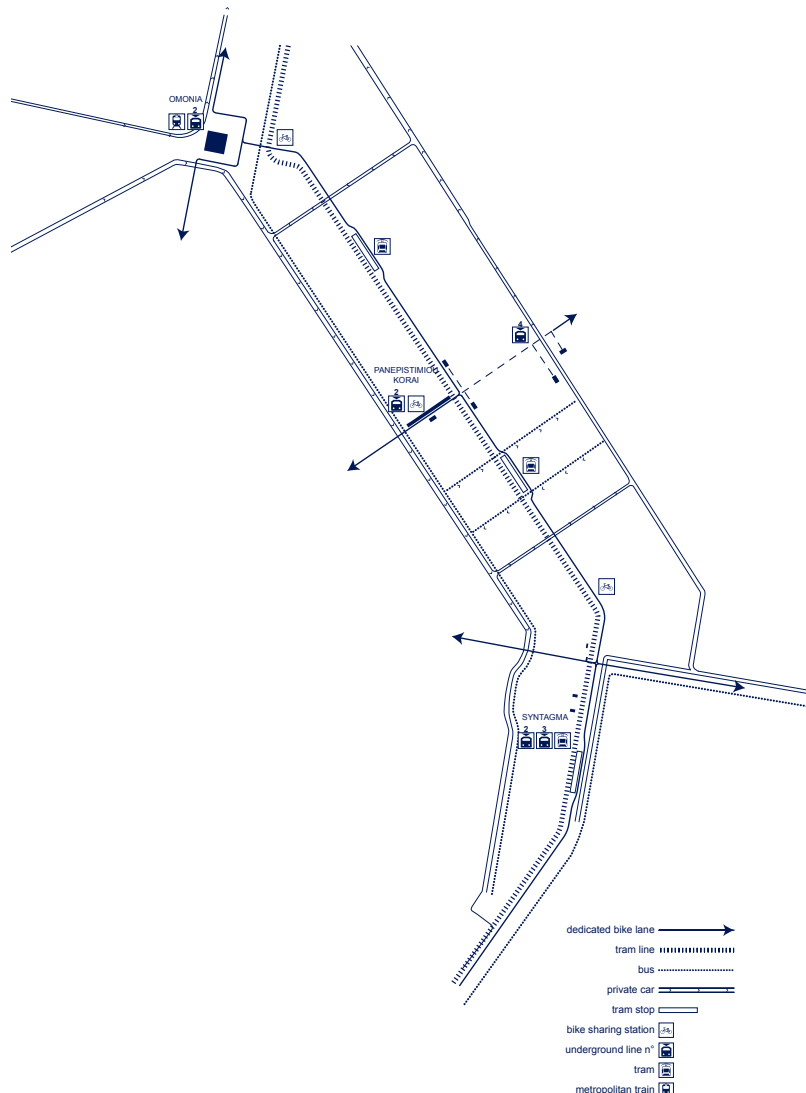 OMONIA
2
4
PANEPISTIMIOU
KORAI
2
SYNTAGMA
2 3
dedicated bike lane
tram line
bus
private car
tram stop
bike sharing station
underground line n°
tram
metropolitan train